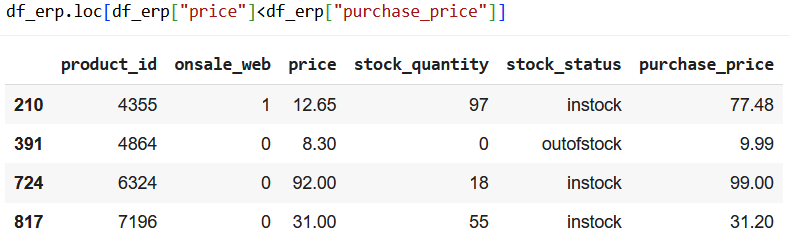 df_erp.loc[df_erp["price"]<df_erp["purchase_price"]]
product_id onsale_web price stock_quantity stock_status purchase_price
210 4355 1 12.65 97 instock 77.48
391 4864 0 8.30 0 outofstock 9.99
724 6324 0 92.00 18 instock 99.00
817 7196 0 31.00 55 instock 31.20